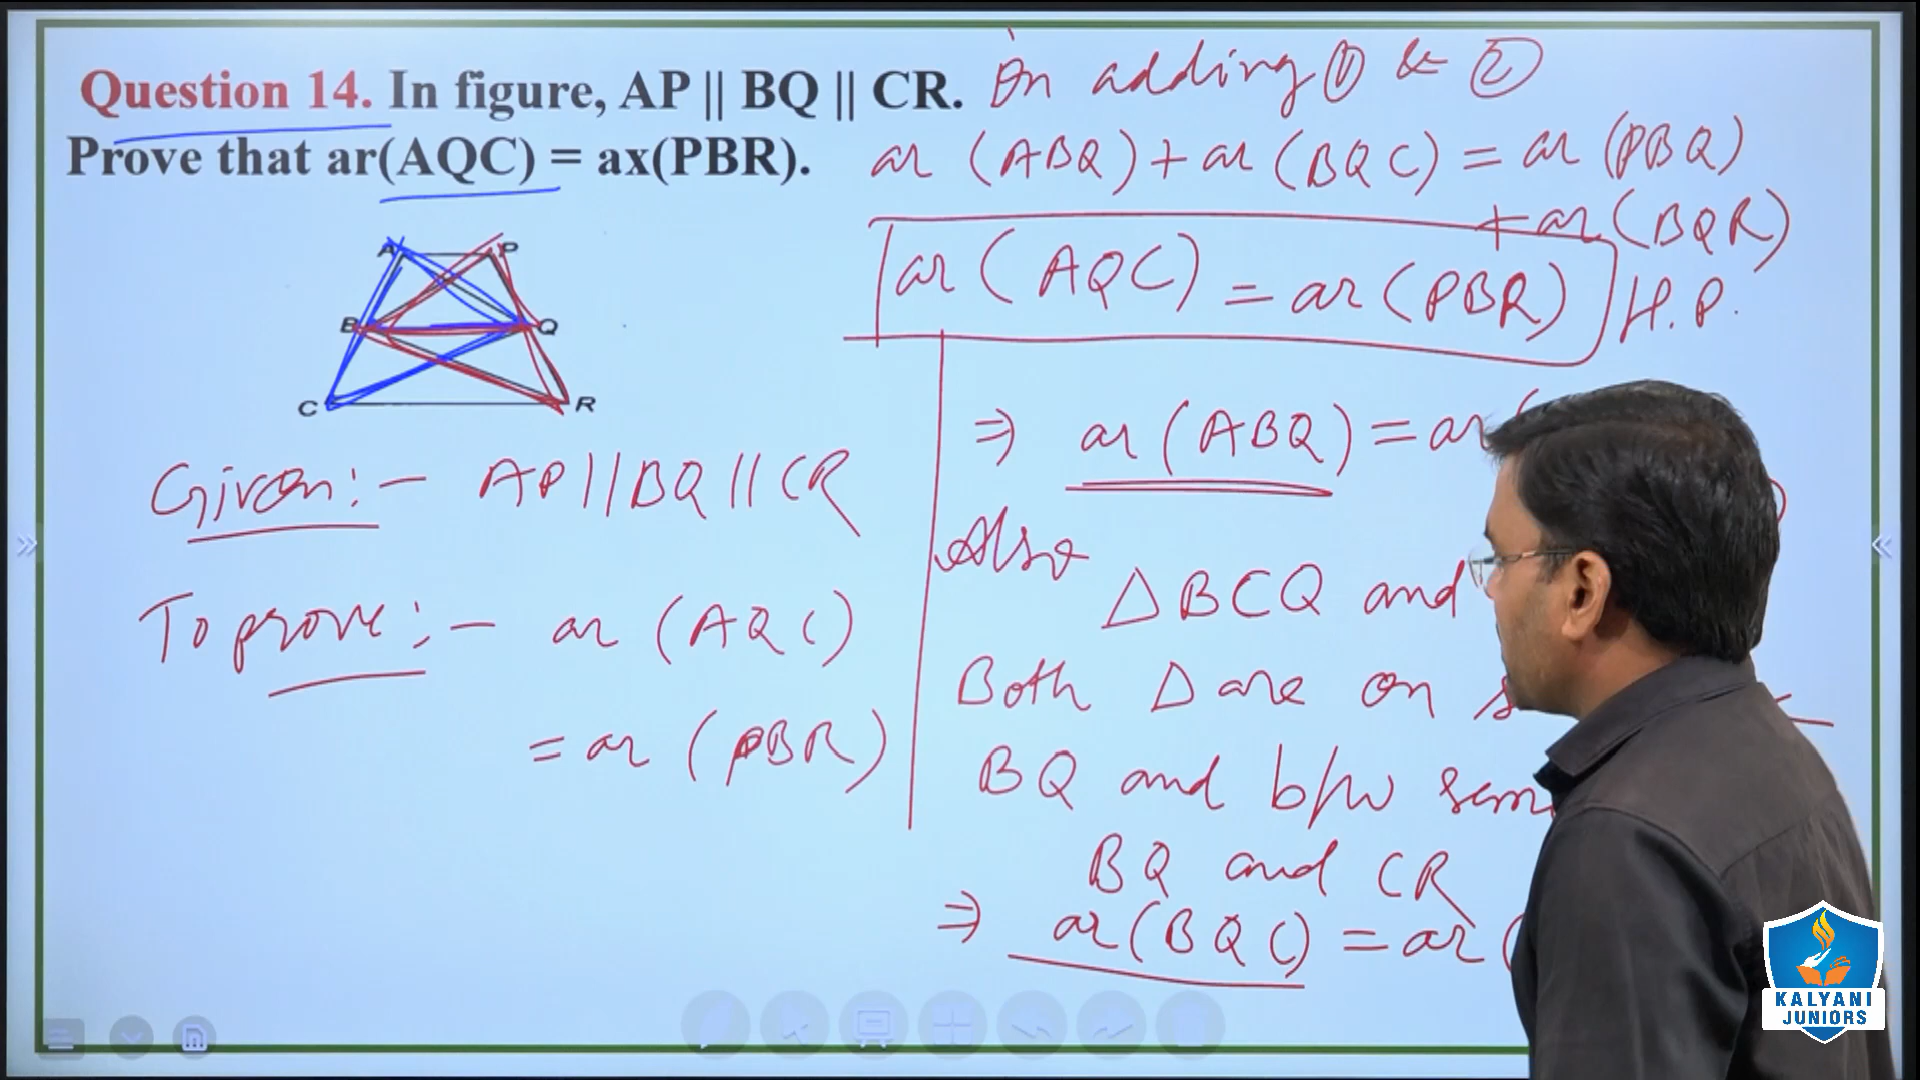 Question 14. In figure, AP || BQ || CR.
Prove that ar(AQC) = ax(PBR).
A P
B Q
C R
Given:- AP||BQ||CR
To prove:- ar (AQC)
= ar (PBR)
On adding ① & ②
ar (ABQ) + ar (BQC) = ar (PBQ)
+ ar (BQR)
ar (AQC) = ar (PBR) H.P.
⇒ ar (ABQ) = ar (
Also
△BCQ and
Both △ are on
BQ and b/w
BQ and CR
⇒ ar (BQC) = ar (
KALYANI
JUNIORS